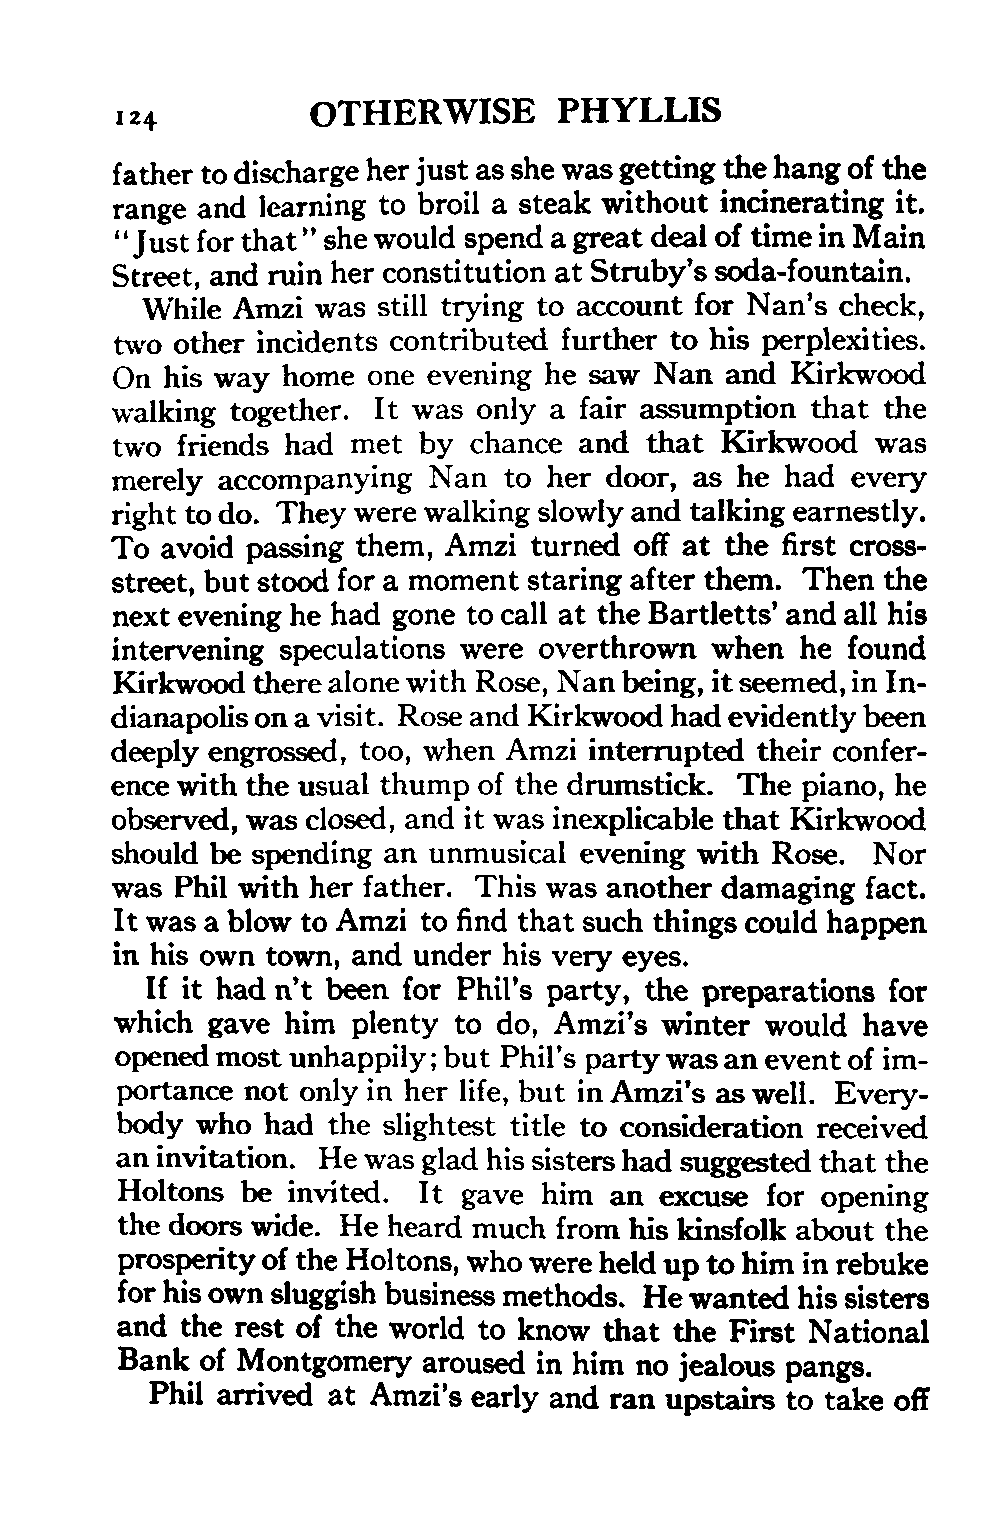 124 OTHERWISE PHYLLIS
father to discharge her just as she was getting the hang of the
range and learning to broil a steak without incinerating it.
"Just for that" she would spend a great deal of time in Main
Street, and ruin her constitution at Struby's soda-fountain.
While Amzi was still trying to account for Nan's check,
two other incidents contributed further to his perplexities.
On his way home one evening he saw Nan and Kirkwood
walking together. It was only a fair assumption that the
two friends had met by chance and that Kirkwood was
merely accompanying Nan to her door, as he had every
right to do. They were walking slowly and talking earnestly.
To avoid passing them, Amzi turned off at the first cross-
street, but stood for a moment staring after them. Then the
next evening he had gone to call at the Bartletts' and all his
intervening speculations were overthrown when he found
Kirkwood there alone with Rose, Nan being, it seemed, in In-
dianapolis on a visit. Rose and Kirkwood had evidently been
deeply engrossed, too, when Amzi interrupted their confer-
ence with the usual thump of the drumstick. The piano, he
observed, was closed, and it was inexplicable that Kirkwood
should be spending an unmusical evening with Rose. Nor
was Phil with her father. This was another damaging fact.
It was a blow to Amzi to find that such things could happen
in his own town, and under his very eyes.
If it had n't been for Phil's party, the preparations for
which gave him plenty to do, Amzi's winter would have
opened most unhappily; but Phil's party was an event of im-
portance not only in her life, but in Amzi's as well. Every-
body who had the slightest title to consideration received
an invitation. He was glad his sisters had suggested that the
Holtons be invited. It gave him an excuse for opening
the doors wide. He heard much from his kinsfolk about the
prosperity of the Holtons, who were held up to him in rebuke
for his own sluggish business methods. He wanted his sisters
and the rest of the world to know that the First National
Bank of Montgomery aroused in him no jealous pangs.
Phil arrived at Amzi's early and ran upstairs to take off